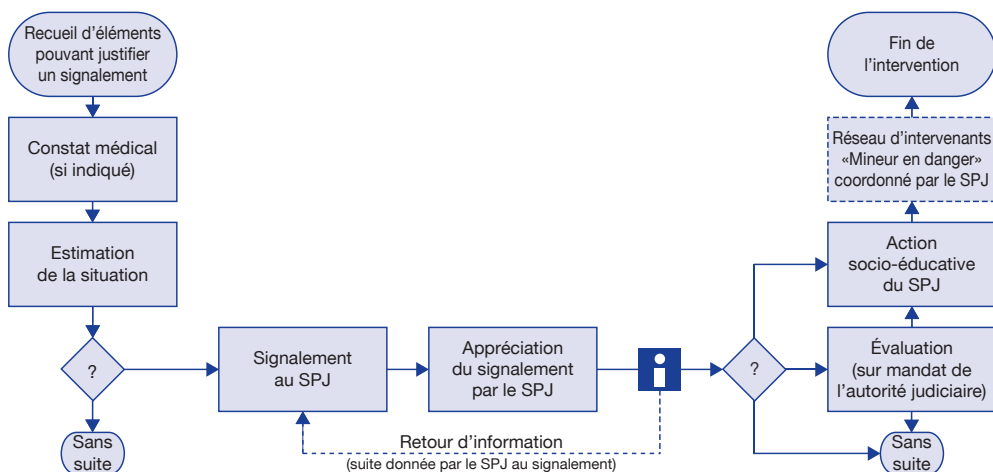 Recueil d’éléments
pouvant justifier
un signalement
Constat médical
(si indiqué)
Estimation
de la situation
?
Sans
suite
Signalement
au SPJ
Appréciation
du signalement
par le SPJ
i
Retour d’information
(suite donnée par le SPJ au signalement)
?
Fin de
l’intervention
Réseau d’intervenants
«Mineur en danger»
coordonné par le SPJ
Action
socio-éducative
du SPJ
Évaluation
(sur mandat de
l’autorité judiciaire)
Sans
suite